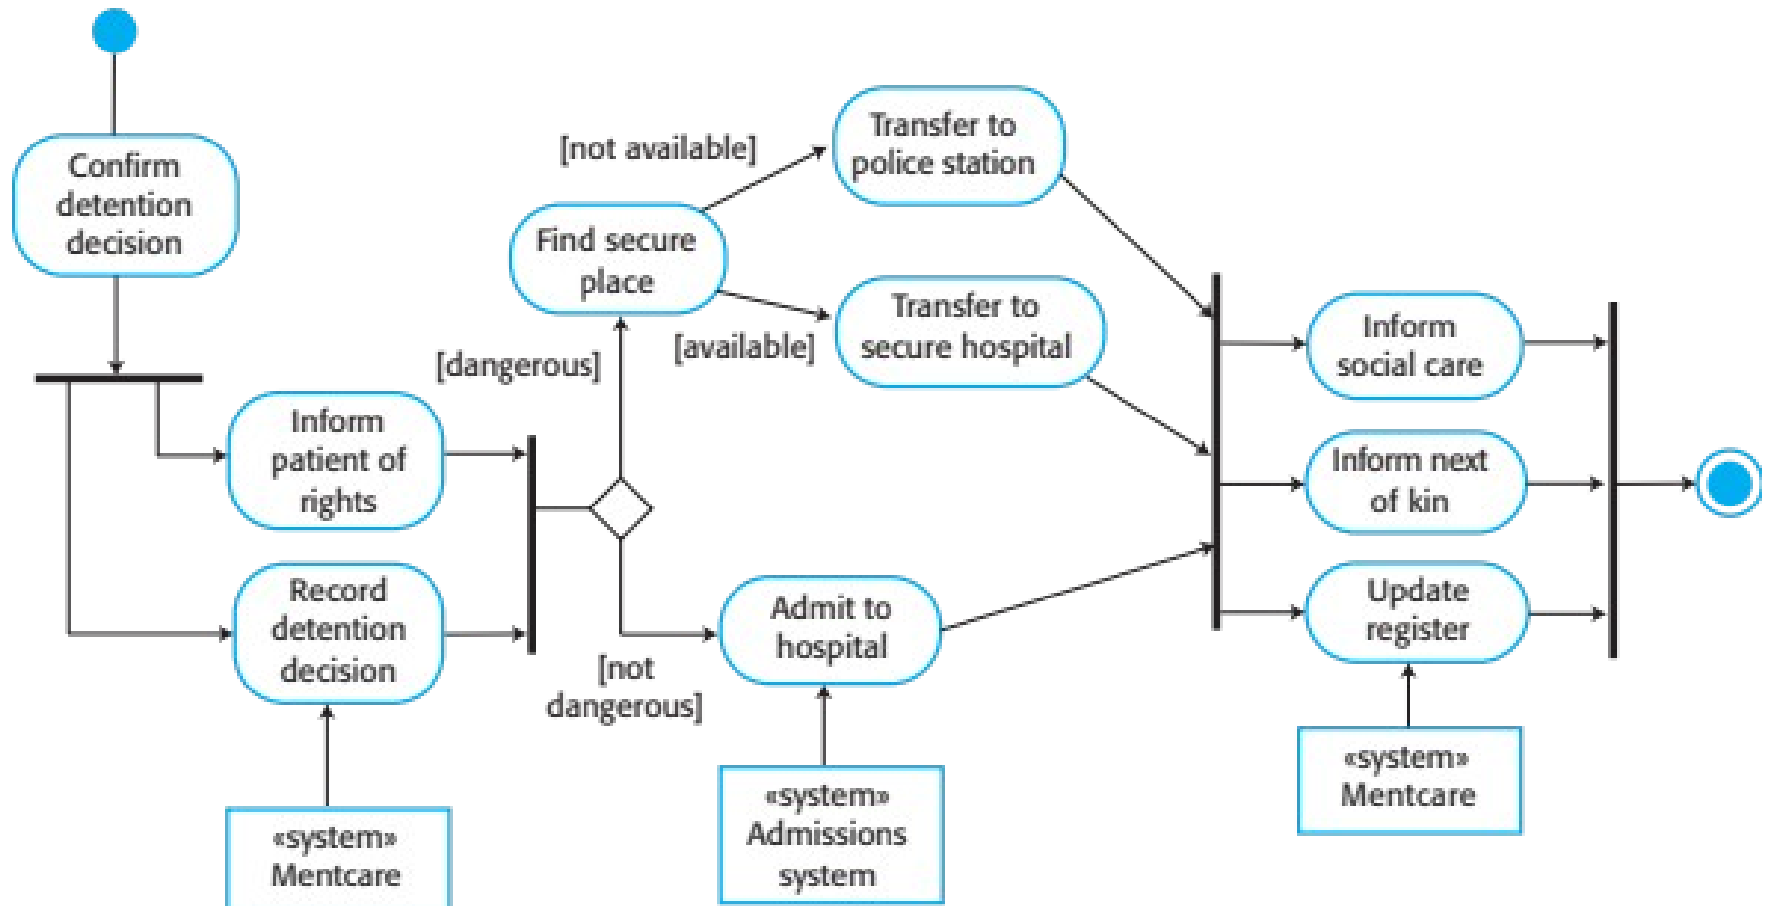 Confirm
detention
decision
Inform
patient of
rights
Record
detention
decision
«system»
Mentcare
[dangerous]
[not
dangerous]
Find secure
place
[not available]
[available]
Transfer to
police station
Transfer to
secure hospital
Admit to
hospital
«system»
Admissions
system
Inform
social care
Inform next
of kin
Update
register
«system»
Mentcare